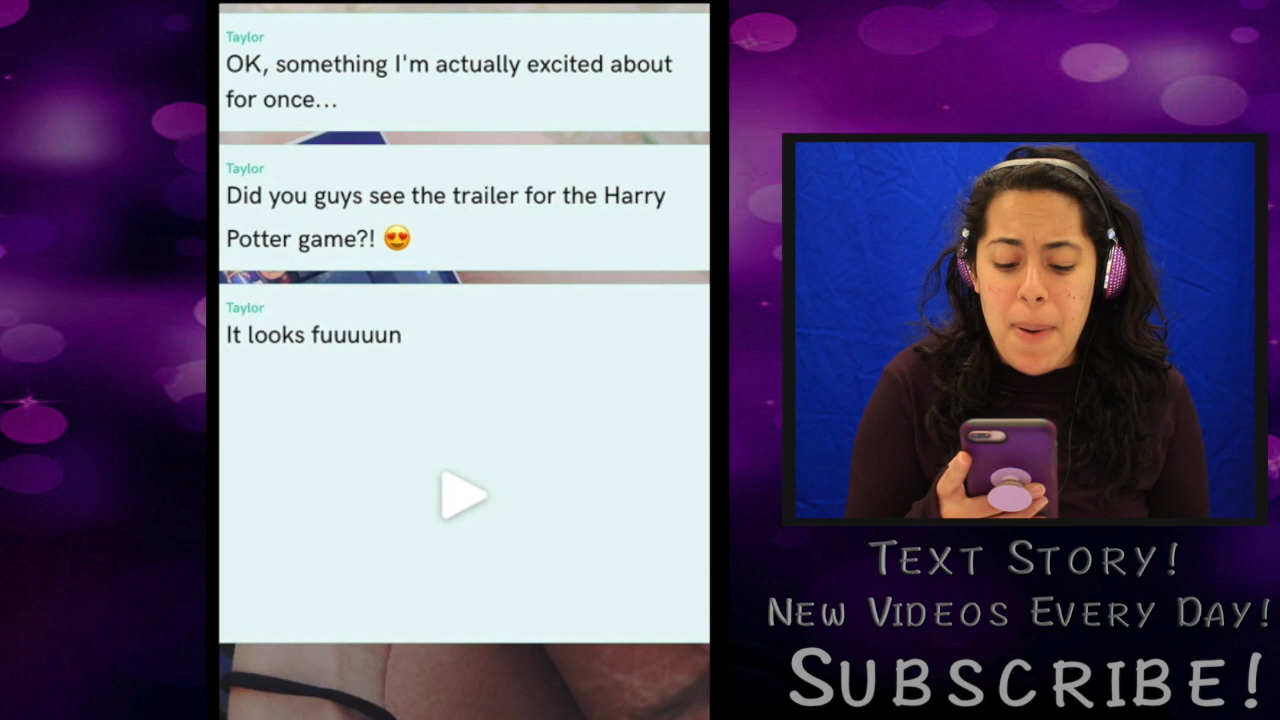 Taylor
OK, something I'm actually excited about
for once...
Taylor
Did you guys see the trailer for the Harry
Potter game?! 😍
Taylor
It looks fuuuuun
TEXT STORY!
NEW VIDEOS EVERY DAY!
SUBSCRIBE!